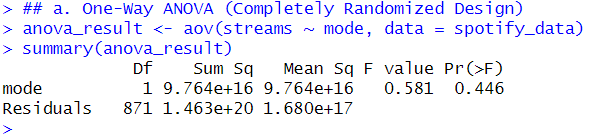 > ## a. One-Way ANOVA (Completely Randomized Design)
> anova_result <- aov(streams ~ mode, data = spotify_data)
> summary(anova_result)
             Df    Sum Sq   Mean Sq F value Pr(>F)
mode          1 9.764e+16 9.764e+16   0.581  0.446
Residuals   871 1.463e+20 1.680e+17
>